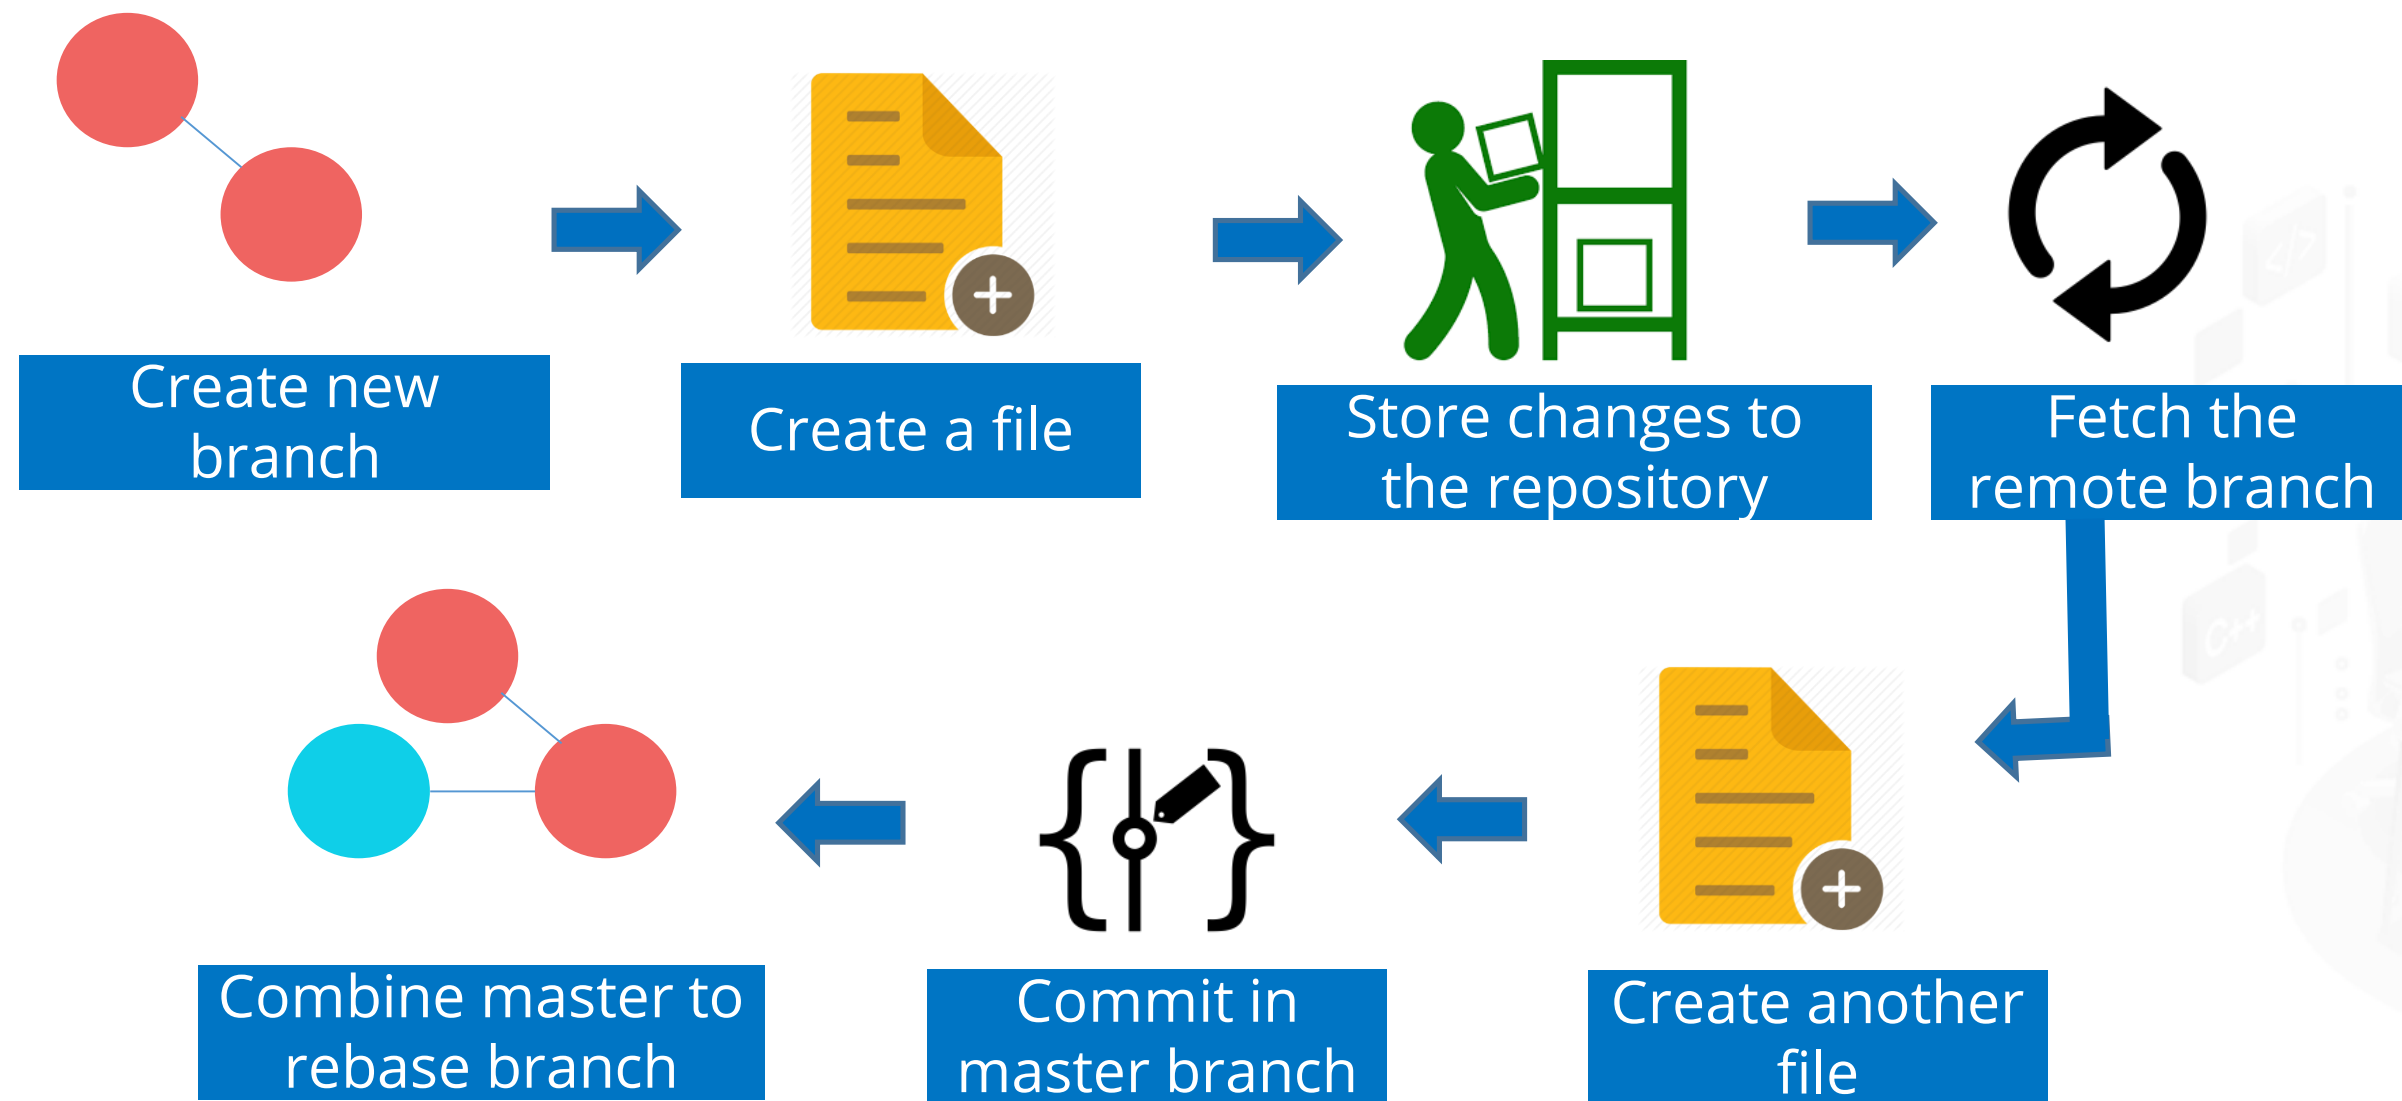 Create new
branch
Create a file
Store changes to
the repository
Fetch the
remote branch
</>
C++
Combine master to
rebase branch
Commit in
master branch
Create another
file